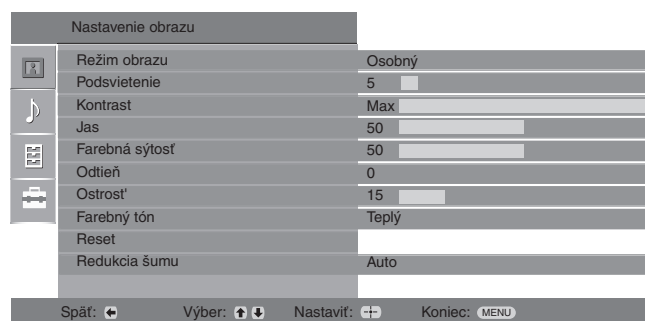 Nastavenie obrazu
Režim obrazu Osobný
Podsvietenie 5
Kontrast Max
Jas 50
Farebná sýtosť 50
Odtieň 0
Ostrost' 15
Farebný tón Teplý
Reset
Redukcia šumu Auto
Späť: Výber: Nastaviť: Koniec: MENU